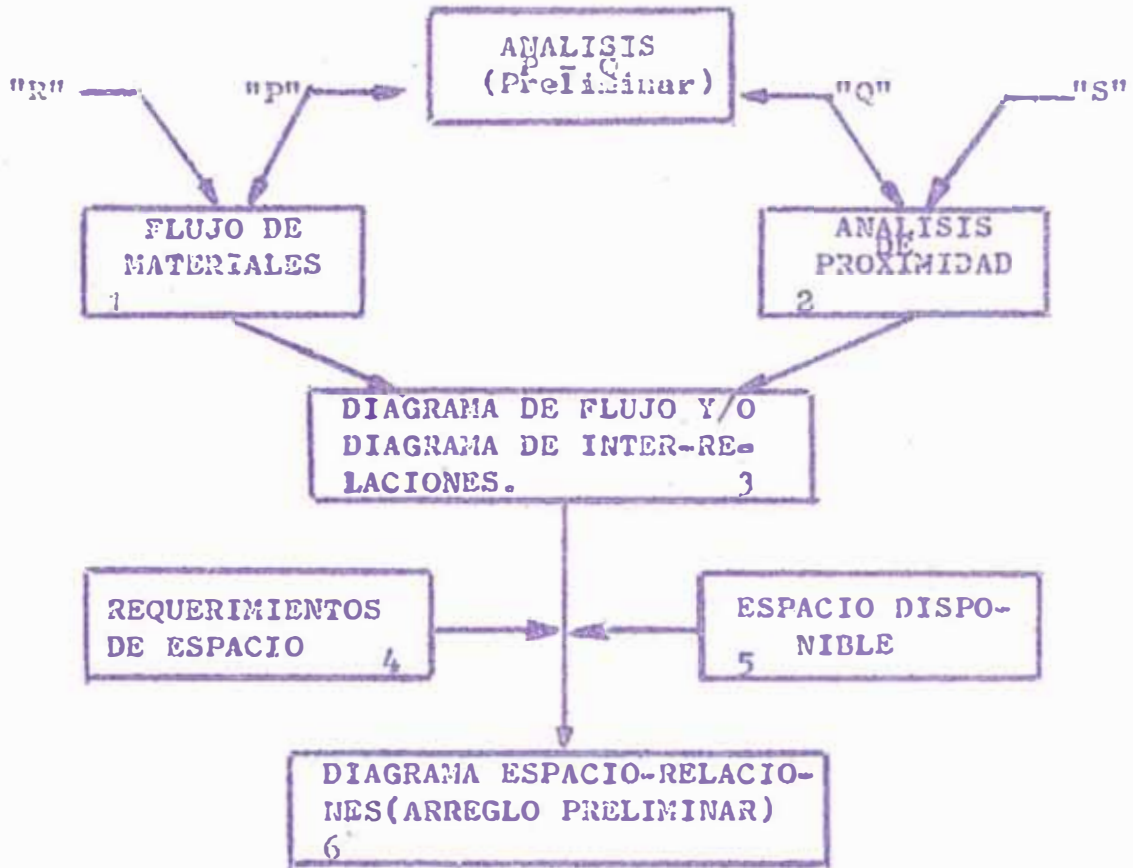 ANALISIS
P - Q
(Preliminar)
"R" "P" "Q" "S"
FLUJO DE
MATERIALES
1
ANALISIS
DE
PROXIMIDAD
2
DIAGRAMA DE FLUJO Y/O
DIAGRAMA DE INTER-RE-
LACIONES. 3
REQUERIMIENTOS
DE ESPACIO 4
ESPACIO DISPO-
NIBLE
5
DIAGRAMA ESPACIO-RELACIO-
NES(ARREGLO PRELIMINAR)
6